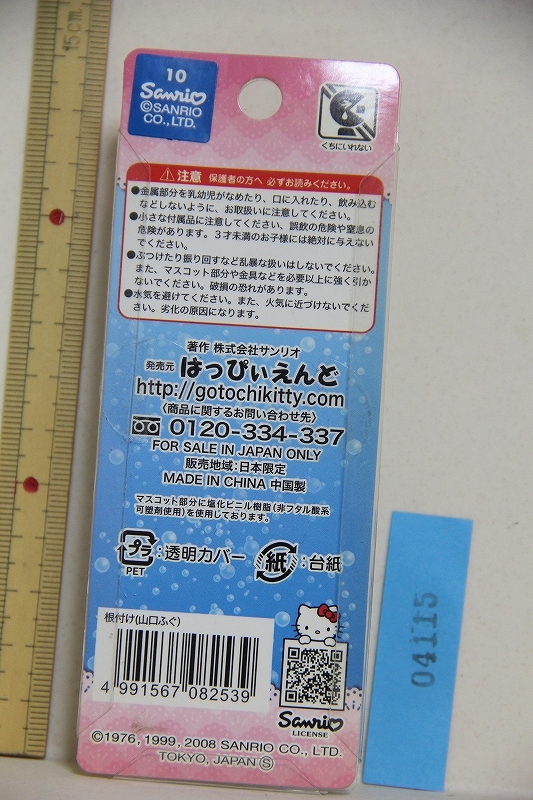 15cm
10
Sanrio
©SANRIO
CO.,LTD.
くちにいれない
注意 保護者の方へ 必ずお読みください。
●金属部分を乳幼児がなめたり、口に入れたり、飲み込む
などしないように、お取扱いに注意してください。
●小さな付属品に注意してください、誤飲の危険や窒息の
危険があります。3才未満のお子様には絶対に与えない
でください。
●ぶつけたり振り回すなど乱暴な扱いはしないでください。
また、マスコット部分や金具などを必要以上に強く引か
ないでください。破損の恐れがあります。
●水気を避けてください。また、火気に近づけないでくだ
さい。劣化の原因になります。
著作 株式会社サンリオ
発売元 はっぴぃえんど
http://gotochikitty.com
〈商品に関するお問い合わせ先〉
0120-334-337
FOR SALE IN JAPAN ONLY
販売地域:日本限定
MADE IN CHINA 中国製
マスコット部分に塩化ビニル樹脂(非フタル酸系
可塑剤使用)を使用しております。
プラ:透明カバー 紙:台紙
PET
根付け(山口ふぐ)
4 991567 082539
Sanrio
LICENSE
©1976, 1999, 2008 SANRIO CO., LTD.
TOKYO, JAPAN Ⓢ
04115